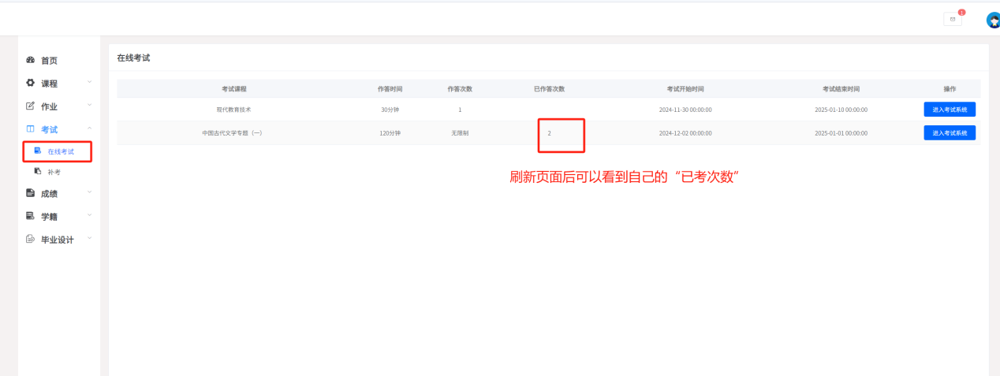 1
首页
课程
作业
考试
在线考试
补考
成绩
学籍
毕业设计
在线考试
考试课程 作答时间 作答次数 已作答次数 考试开始时间 考试结束时间 操作
现代教育技术 30分钟 1 2024-11-30 00:00:00 2025-01-10 00:00:00 进入考试系统
中国古代文学专题（一） 120分钟 无限制 2 2024-12-02 00:00:00 2025-01-01 00:00:00 进入考试系统
刷新页面后可以看到自己的“已考次数”